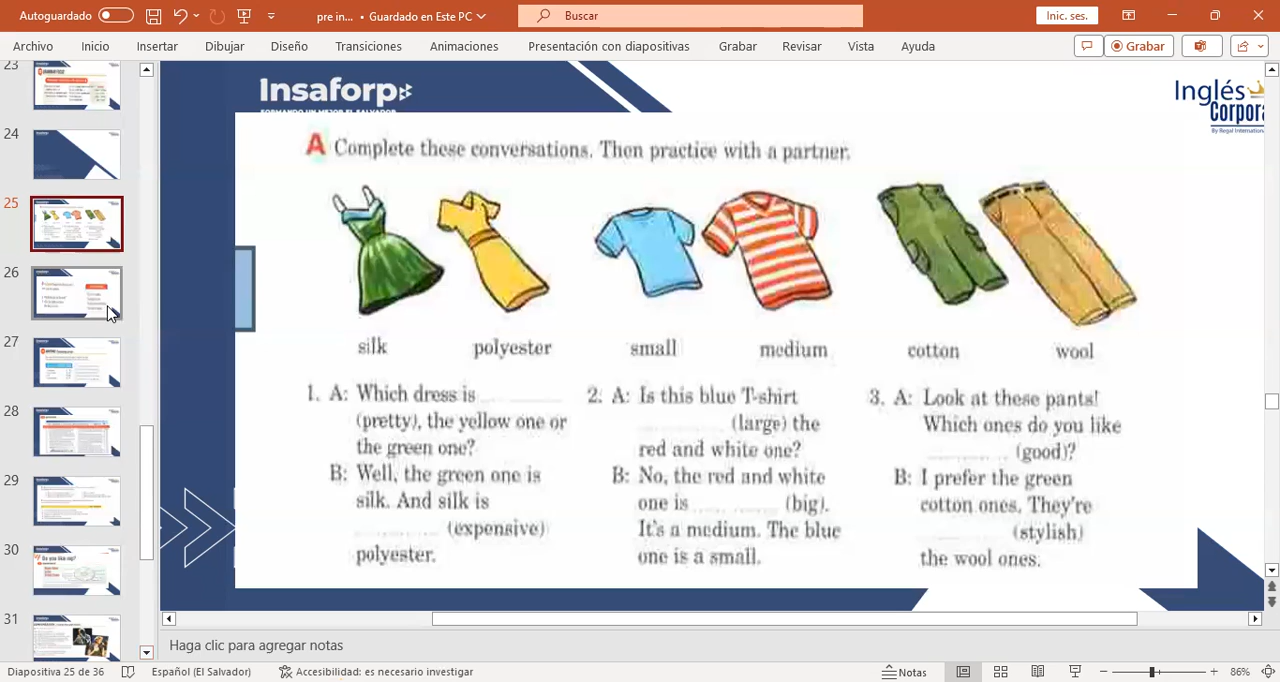 Autoguardado
pre in... • Guardado en Este PC
Buscar
Inic. ses.
Archivo
Inicio
Insertar
Dibujar
Diseño
Transiciones
Animaciones
Presentación con diapositivas
Grabar
Revisar
Vista
Ayuda
Grabar
23
24
25
26
27
28
29
30
31
Insaforp
Inglés
A Complete these conversations. Then practice with a partner.
silk
polyester
small
medium
cotton
wool
1. A: Which dress is
(pretty), the yellow one or
the green one?
B: Well, the green one is
silk. And silk is
(expensive)
polyester.
2. A: Is this blue T-shirt
(large) the
red and white one?
B: No, the red and white
one is (big).
It's a medium. The blue
one is a small.
3. A: Look at these pants!
Which ones do you like
(good)?
B: I prefer the green
cotton ones. They're
(stylish)
the wool ones.
Haga clic para agregar notas
Diapositiva 25 de 36
Español (El Salvador)
Accesibilidad: es necesario investigar
Notas
86%